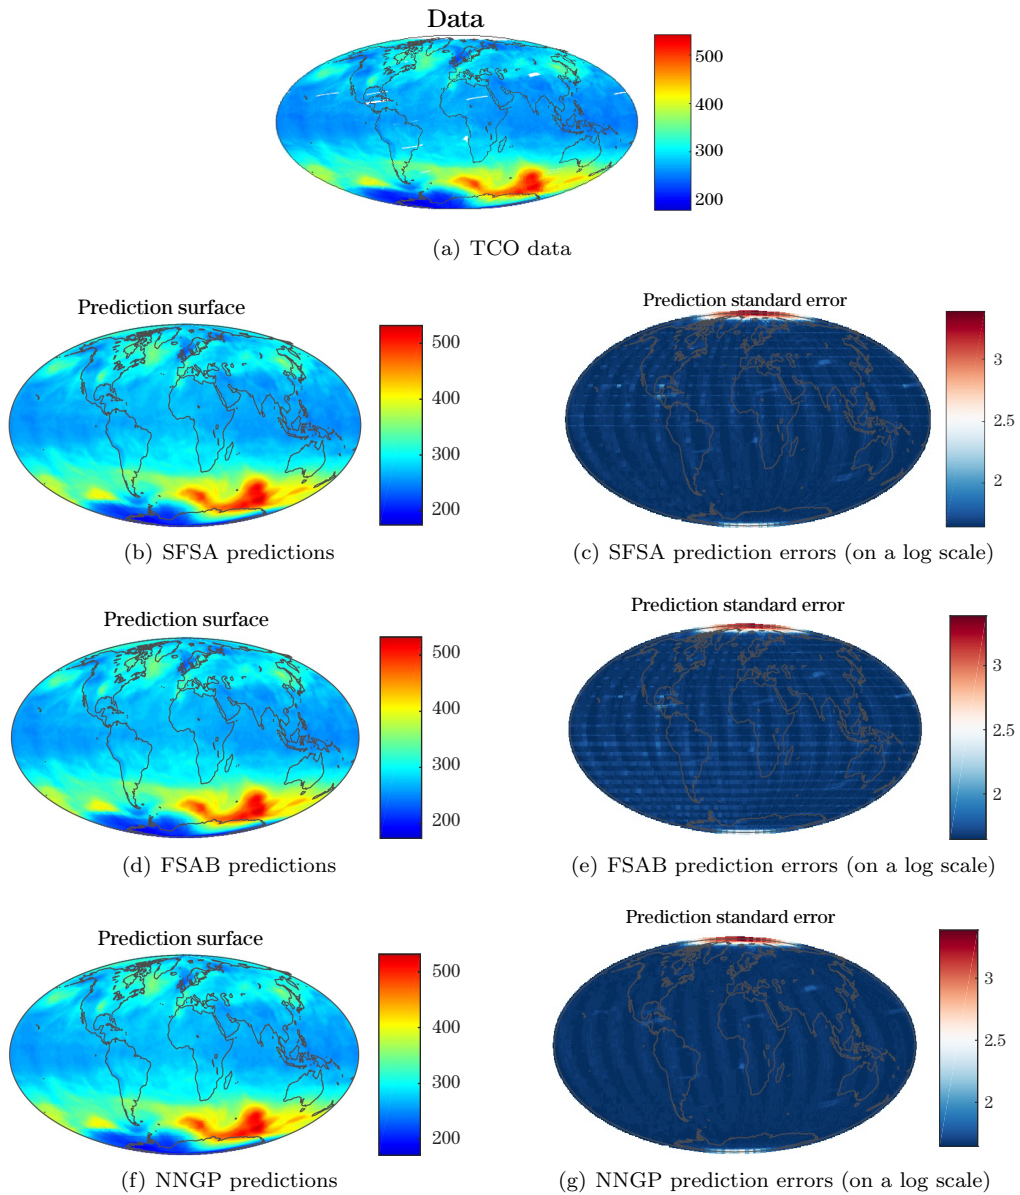 Data
500
400
300
200
(a) TCO data
Prediction surface
500
400
300
200
(b) SFSA predictions
Prediction standard error
3
2.5
2
(c) SFSA prediction errors (on a log scale)
Prediction surface
500
400
300
200
(d) FSAB predictions
Prediction standard error
3
2.5
2
(e) FSAB prediction errors (on a log scale)
Prediction surface
500
400
300
200
(f) NNGP predictions
Prediction standard error
3
2.5
2
(g) NNGP prediction errors (on a log scale)